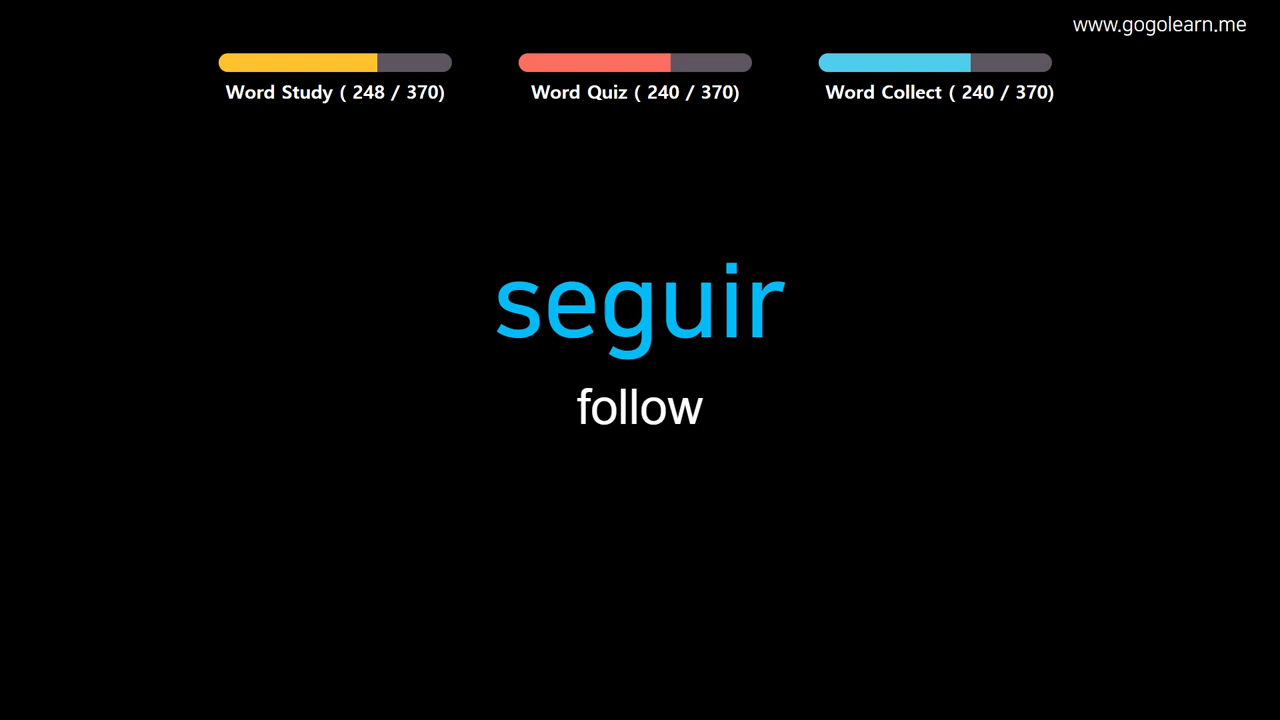 www.gogolearn.me
Word Study ( 248 / 370)
Word Quiz ( 240 / 370)
Word Collect ( 240 / 370)
seguir
follow